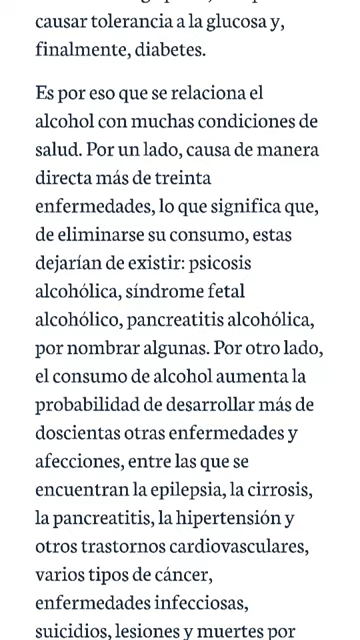 causar tolerancia a la glucosa y,
finalmente, diabetes.
Es por eso que se relaciona el
alcohol con muchas condiciones de
salud. Por un lado, causa de manera
directa más de treinta
enfermedades, lo que significa que,
de eliminarse su consumo, estas
dejarían de existir: psicosis
alcohólica, síndrome fetal
alcohólico, pancreatitis alcohólica,
por nombrar algunas. Por otro lado,
el consumo de alcohol aumenta la
probabilidad de desarrollar más de
doscientas otras enfermedades y
afecciones, entre las que se
encuentran la epilepsia, la cirrosis,
la pancreatitis, la hipertensión y
otros trastornos cardiovasculares,
varios tipos de cáncer,
enfermedades infecciosas,
suicidios, lesiones y muertes por